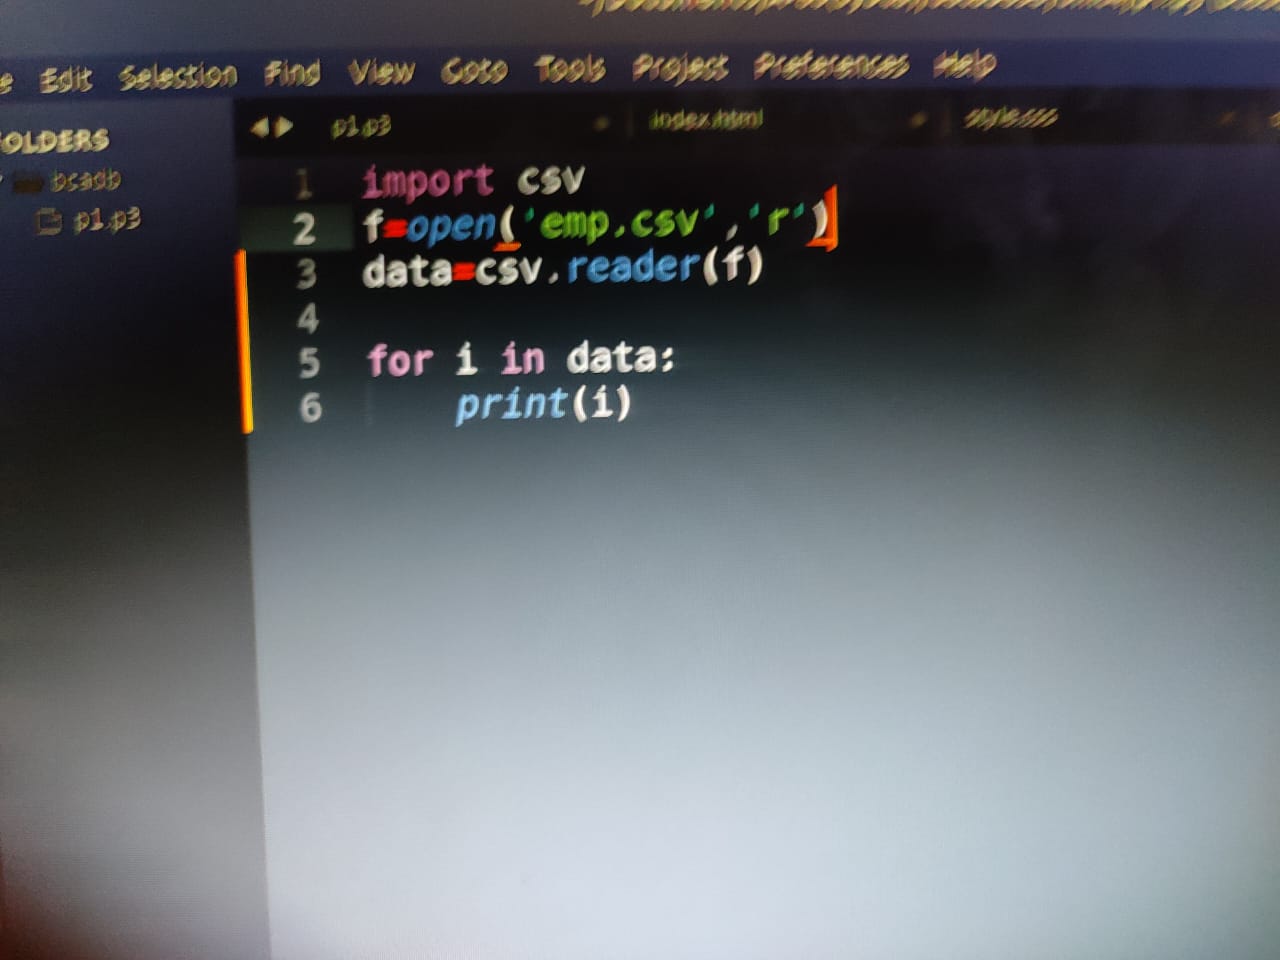 Edit Selection Find View Goto Tools Project Preferences Help
OLDERS
bcadb
p1.p3
p1.p3 index.html style.css
1 import csv
2 f=open('emp.csv','r')
3 data=csv.reader(f)
4
5 for i in data:
6     print(i)